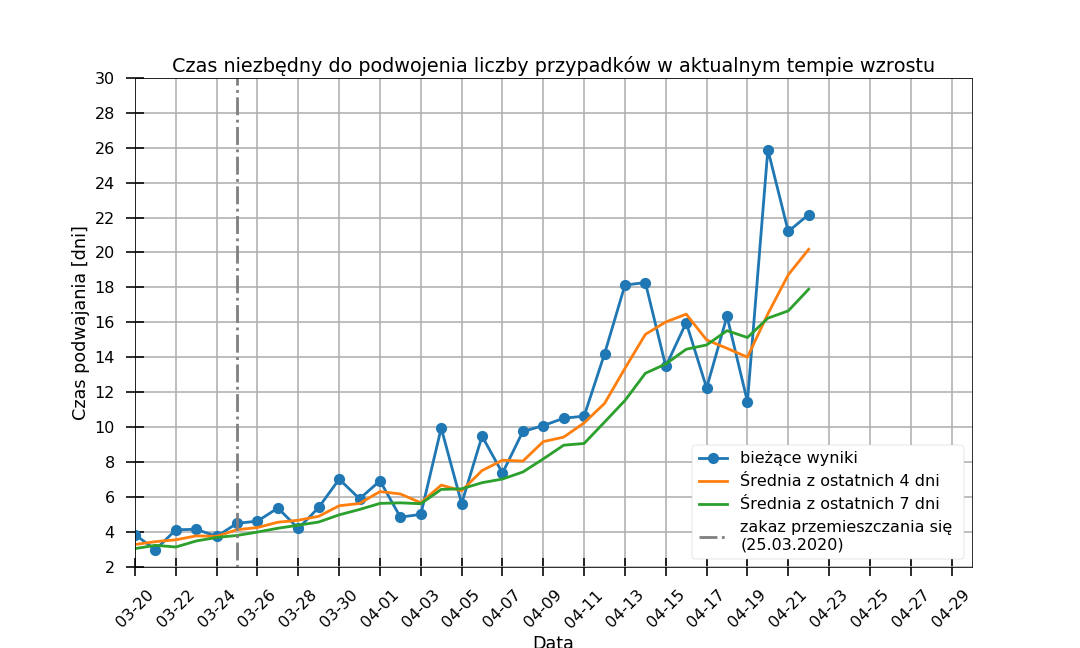 Czas niezbędny do podwojenia liczby przypadków w aktualnym tempie wzrostu
30
28
26
24
22
20
18
16
14
12
10
8
6
4
2
Czas podwajania [dni]
bieżące wyniki
Średnia z ostatnich 4 dni
Średnia z ostatnich 7 dni
zakaz przemieszczania się
(25.03.2020)
03-20 03-22 03-24 03-26 03-28 03-30 04-01 04-03 04-05 04-07 04-09 04-11 04-13 04-15 04-17 04-19 04-21 04-23 04-25 04-27 04-29
Data